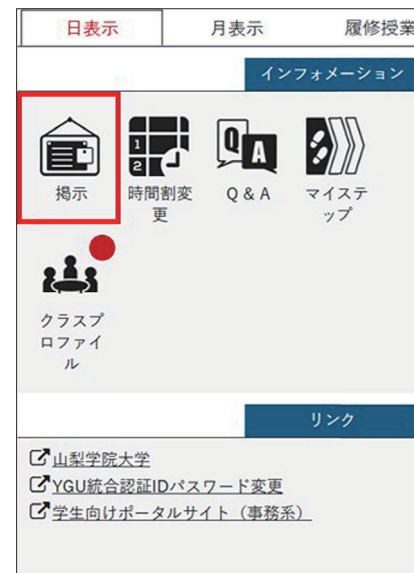 日表示
月表示
履修授業
インフォメーション
掲示
時間割変
更
Q & A
マイステ
ップ
クラスプ
ロファイ
ル
リンク
山梨学院大学
YGU統合認証IDパスワード変更
学生向けポータルサイト（事務系）